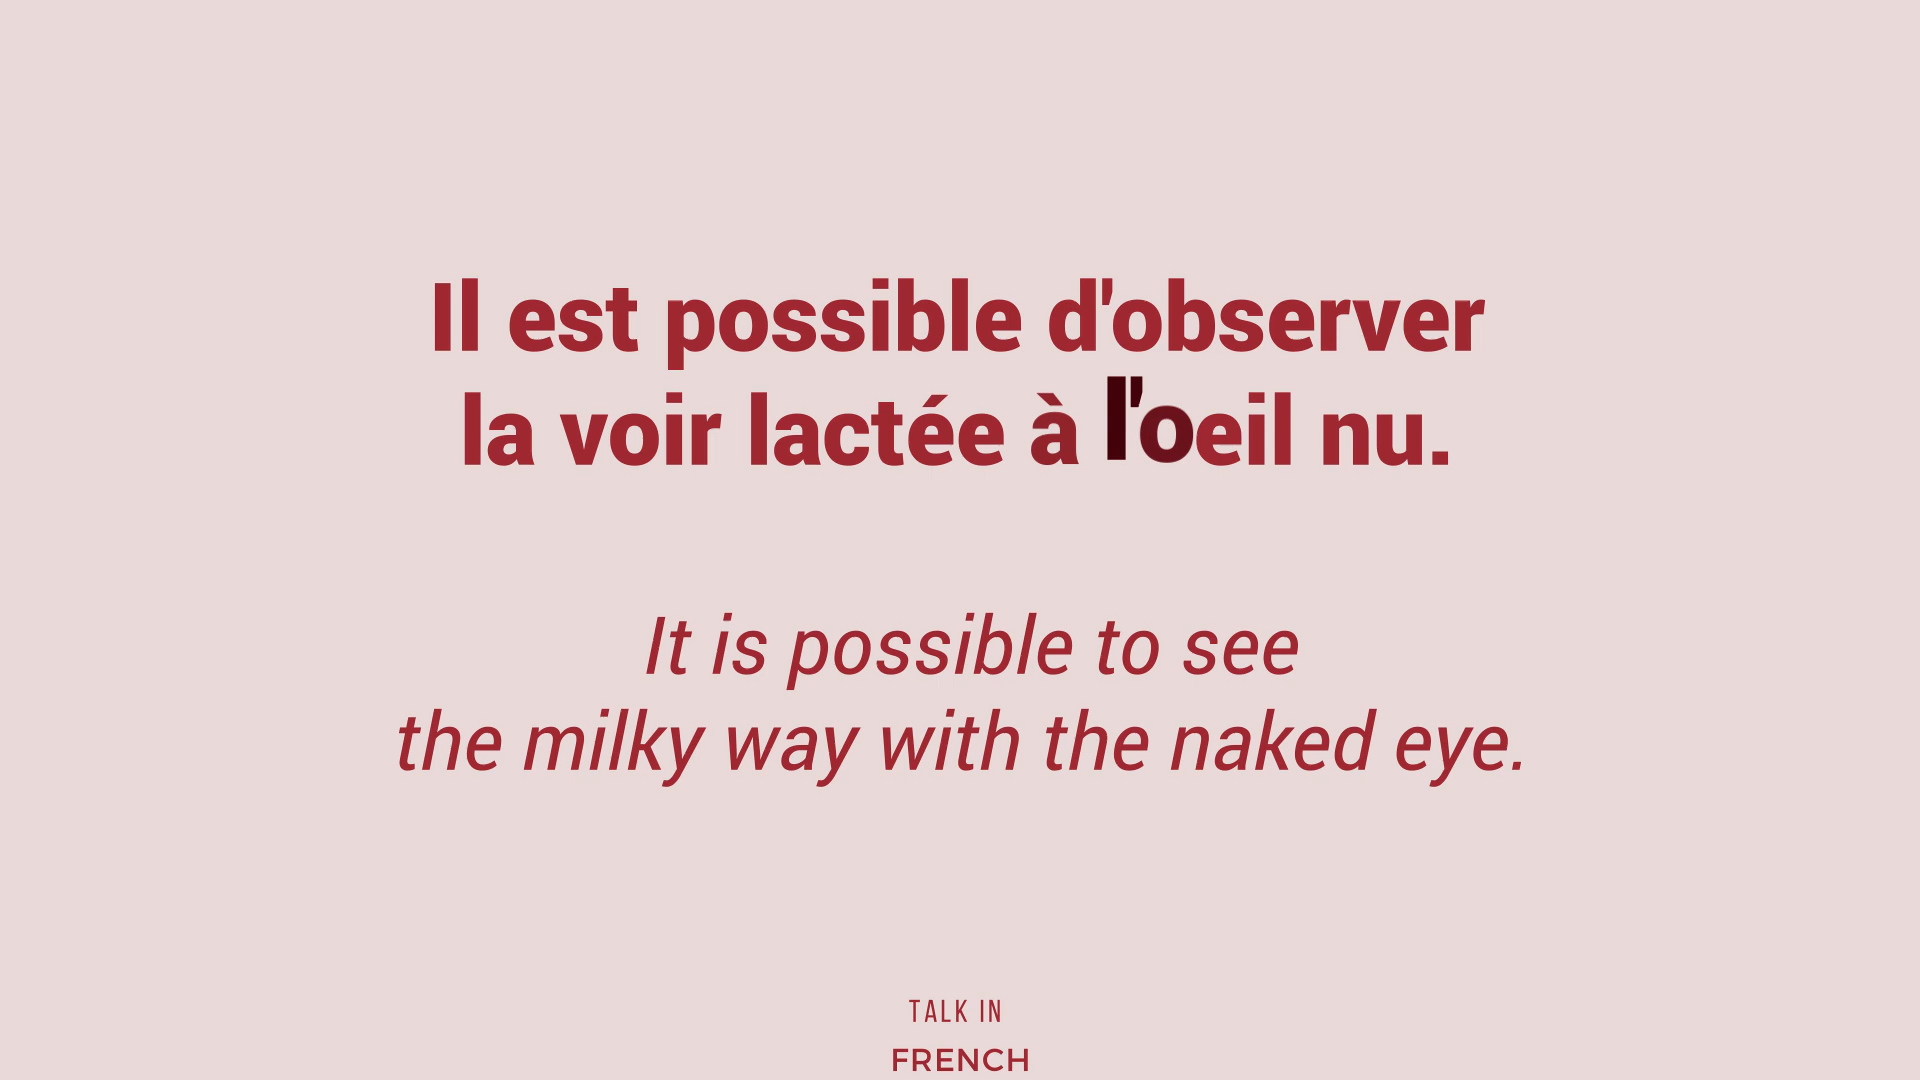 Il est possible d'observer
la voir lactée à l'oeil nu.
It is possible to see
the milky way with the naked eye.
TALK IN
FRENCH